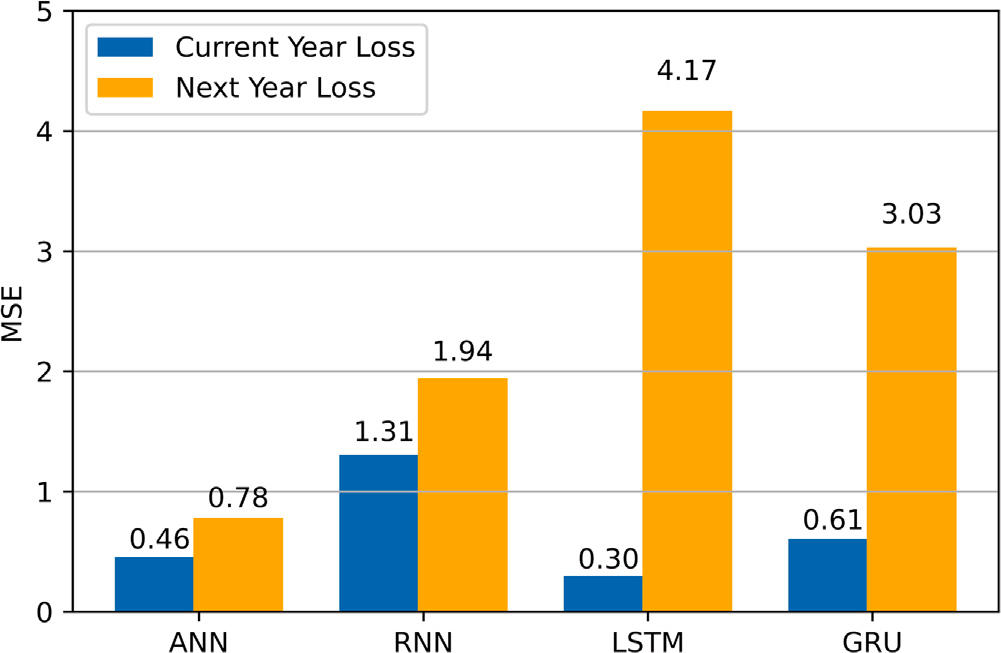 5
4
3
2
1
0
MSE
Current Year Loss
Next Year Loss
0.46
0.78
1.31
1.94
0.30
4.17
0.61
3.03
ANN
RNN
LSTM
GRU